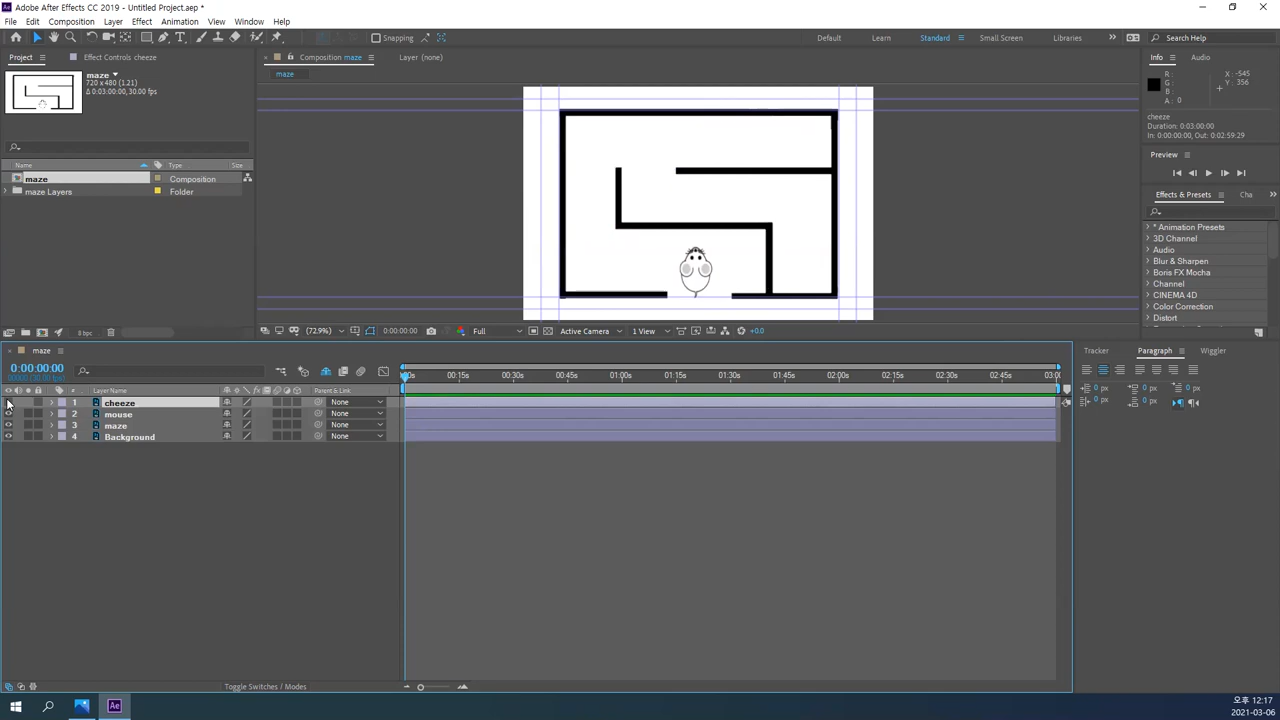 Adobe After Effects CC 2019 - Untitled Project.aep *
File Edit Composition Layer Effect Animation View Window Help
Snapping Default Learn Standard Small Screen Libraries Search Help
Project Effect Controls cheeze Composition maze Layer (none) Info Audio
maze
maze
720 x 480 (1.21)
Δ 0:03:00:00, 30.00 fps)
R :
G :
B :
A : 0
X : -545
Y : 356
cheeze
Duration: 0:03:00:00
In: 0:00:00:00, Out: 0:02:59:29
Preview
Name Type Size
maze Composition
maze Layers Folder
Effects & Presets Cha
* Animation Presets
3D Channel
Audio
Blur & Sharpen
Boris FX Mocha
Channel
CINEMA 4D
Color Correction
Distort
8 bpc (72.9%) 0:00:00:00 Full Active Camera 1 View +0.0
maze
Tracker Paragraph Wiggler
0:00:00:00
00s 00:15s 00:30s 00:45s 01:00s 01:15s 01:30s 01:45s 02:00s 02:15s 02:30s 02:45s 03:0
# Layer Name Parent & Link
1 cheeze None
2 mouse None
3 maze None
4 Background None
0 px 0 px 0 px
0 px 0 px
Toggle Switches / Modes
오후 12:17
2021-03-06